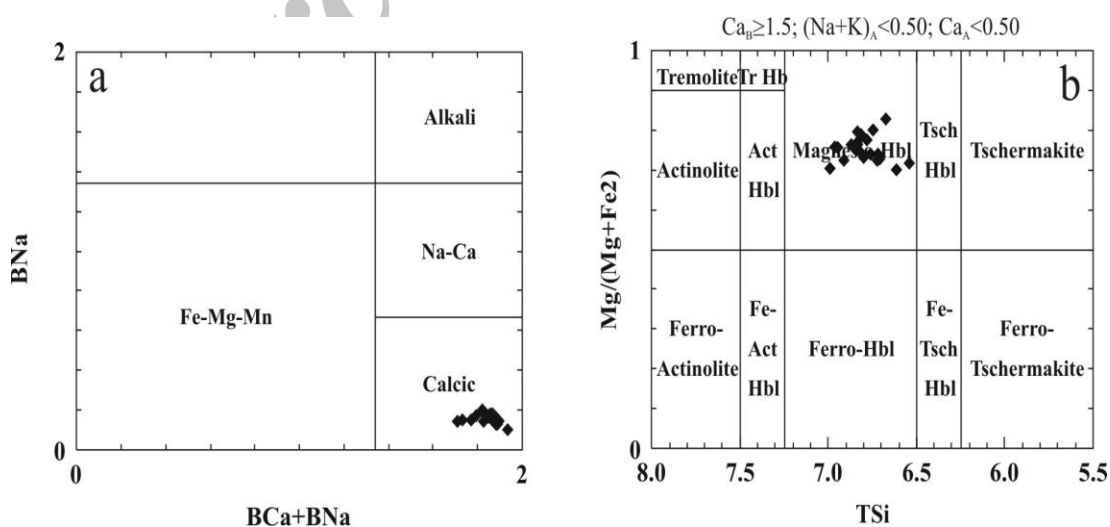 a
2
Alkali
Na-Ca
Fe-Mg-Mn
Calcic
BNa
0
0
2
BCa+BNa
Ca_B≥1.5; (Na+K)_A<0.50; Ca_A<0.50
1
b
Tremolite
Tr Hb
Actinolite
Act
Hbl
Magnesio-Hbl
Tsch
Hbl
Tschermakite
Mg/(Mg+Fe2)
Ferro-
Actinolite
Fe-
Act
Hbl
Ferro-Hbl
Fe-
Tsch
Hbl
Ferro-
Tschermakite
0
8.0
7.5
7.0
6.5
6.0
5.5
TSi